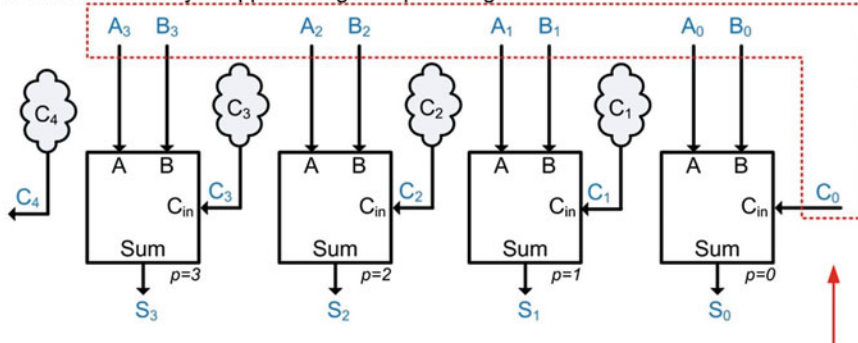 A3 B3 A2 B2 A1 B1 A0 B0
C4 C3 C2 C1
A B A B A B A B
C4 Cin C3 Cin C2 Cin C1 Cin C0
Sum Sum Sum Sum
p=3 p=2 p=1 p=0
S3 S2 S1 S0